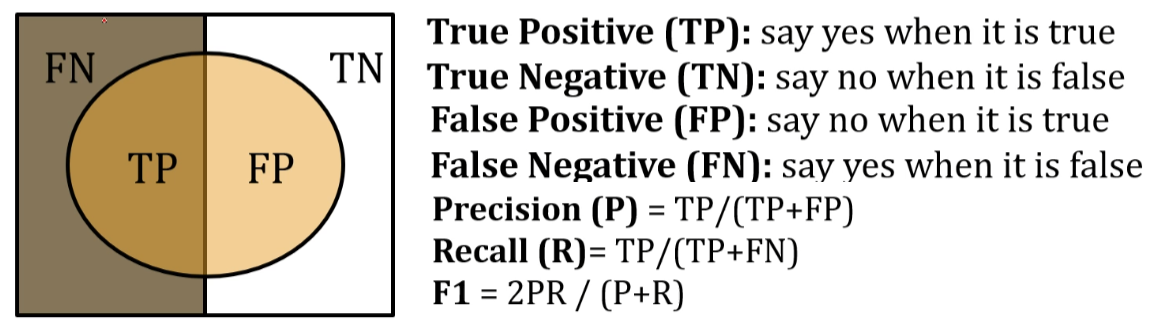 FN
TN
TP
FP
True Positive (TP): say yes when it is true
True Negative (TN): say no when it is false
False Positive (FP): say no when it is true
False Negative (FN): say yes when it is false
Precision (P) = TP/(TP+FP)
Recall (R)= TP/(TP+FN)
F1 = 2PR / (P+R)